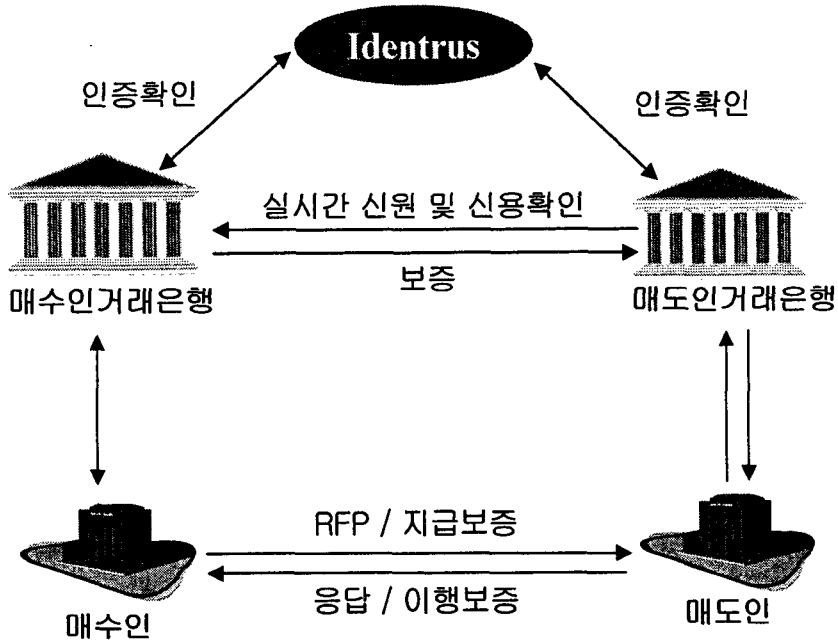 Identrus
인증확인
인증확인
실시간 신원 및 신용확인
보증
매수인거래은행
매도인거래은행
RFP / 지급보증
응답 / 이행보증
매수인
매도인